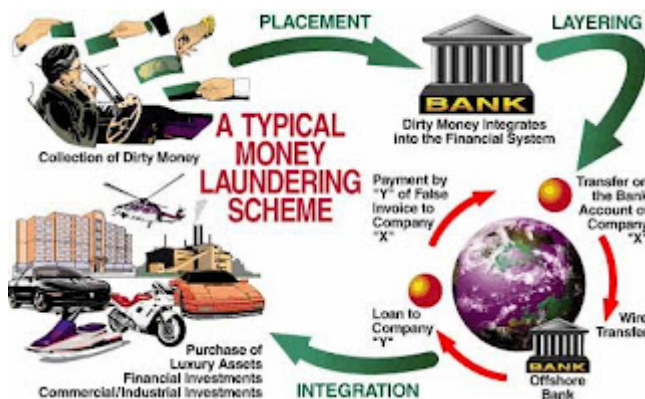 PLACEMENT
LAYERING
BANK
Dirty Money Integrates
into the Financial System
Collection of Dirty Money
A TYPICAL
MONEY
LAUNDERING
SCHEME
Payment by
"Y" of False
Invoice to
Company
"X"
Transfer on
the Bank
Account of
Company
"X"
Wire
Transfer
BANK
Offshore
Bank
Loan to
Company
"Y"
INTEGRATION
Purchase of
Luxury Assets
Financial Investments
Commercial/Industrial Investments